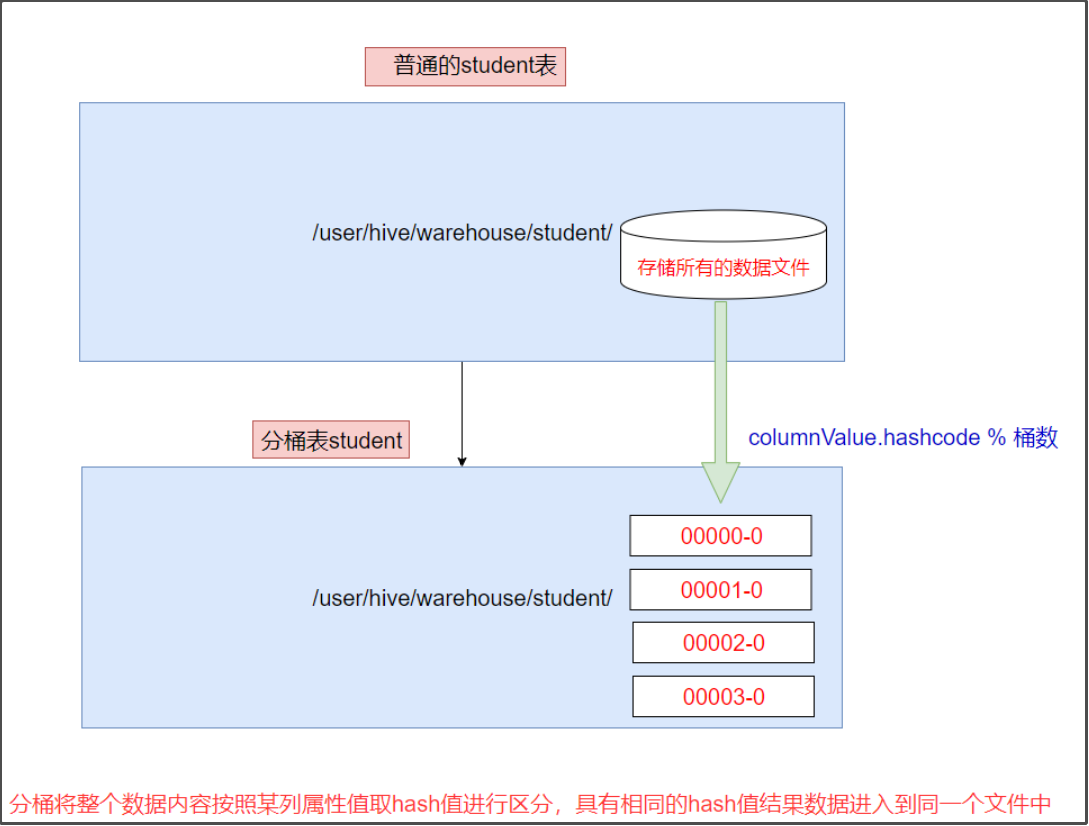 普通的student表
/user/hive/warehouse/student/
存储所有的数据文件
分桶表student
columnValue.hashcode % 桶数
00000-0
00001-0
/user/hive/warehouse/student/
00002-0
00003-0
分桶将整个数据内容按照某列属性值取hash值进行区分，具有相同的hash值结果数据进入到同一个文件中